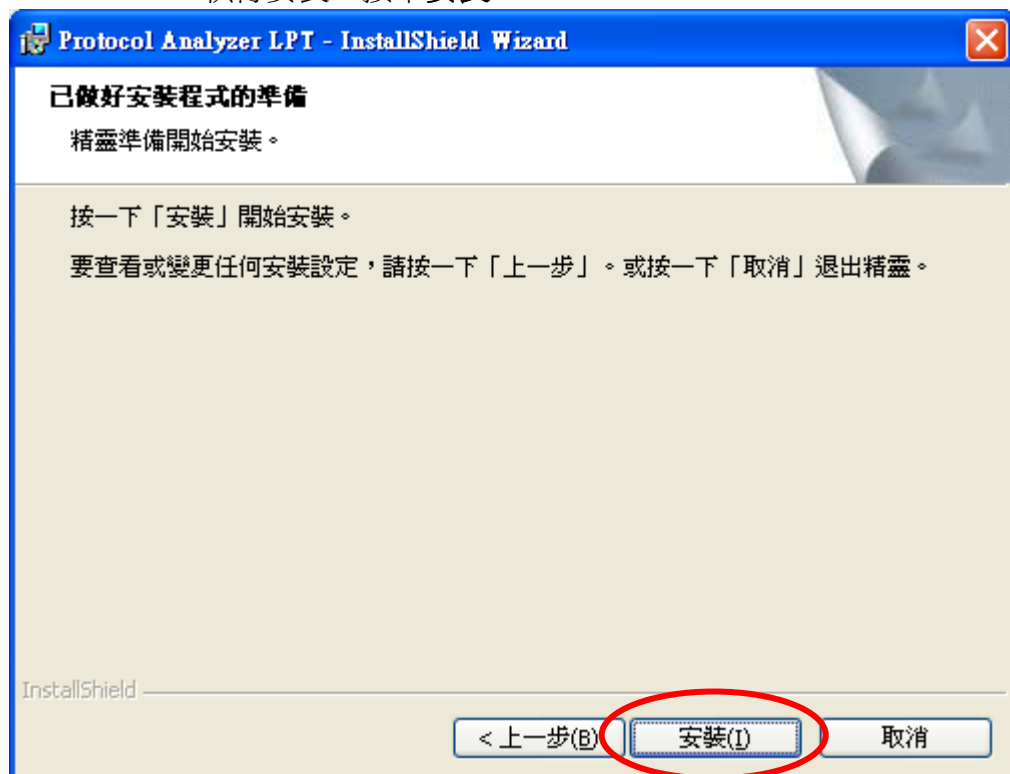 Protocol Analyzer LPT - InstallShield Wizard
已做好安裝程式的準備
精靈準備開始安裝。
按一下「安裝」開始安裝。
要查看或變更任何安裝設定，請按一下「上一步」。或按一下「取消」退出精靈。
InstallShield
< 上一步(B) 安裝(I) 取消